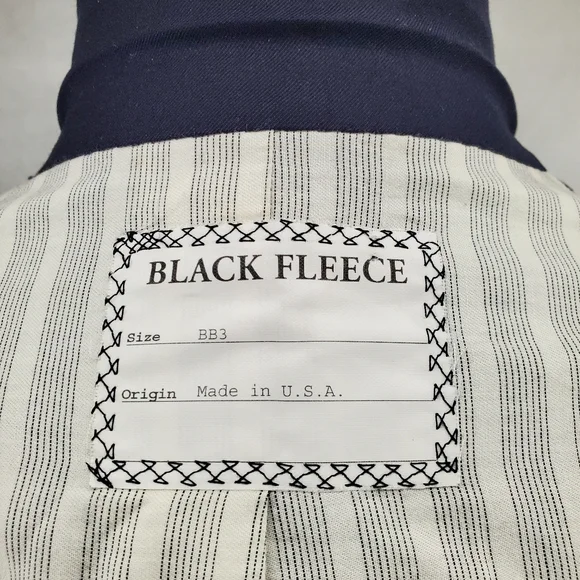 BLACK FLEECE
Size BB3
Origin Made in U.S.A.